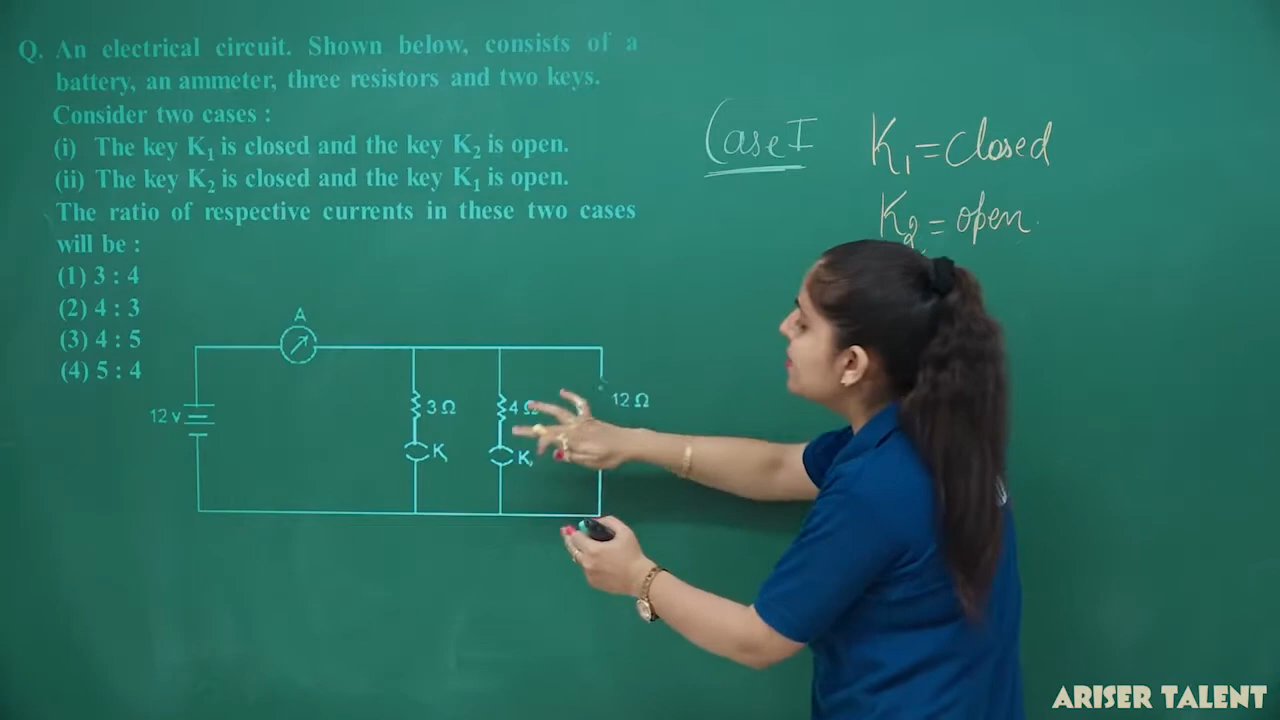 Q. An electrical circuit. Shown below, consists of a
battery, an ammeter, three resistors and two keys.
Consider two cases :
(i) The key K₁ is closed and the key K₂ is open.
(ii) The key K₂ is closed and the key K₁ is open.
The ratio of respective currents in these two cases
will be :
(1) 3 : 4
(2) 4 : 3
(3) 4 : 5
(4) 5 : 4
A
12 v
3 Ω
K₁
4 Ω
K₂
12 Ω
Case I K₁ = closed
K₂ = open.
ARISER TALENT